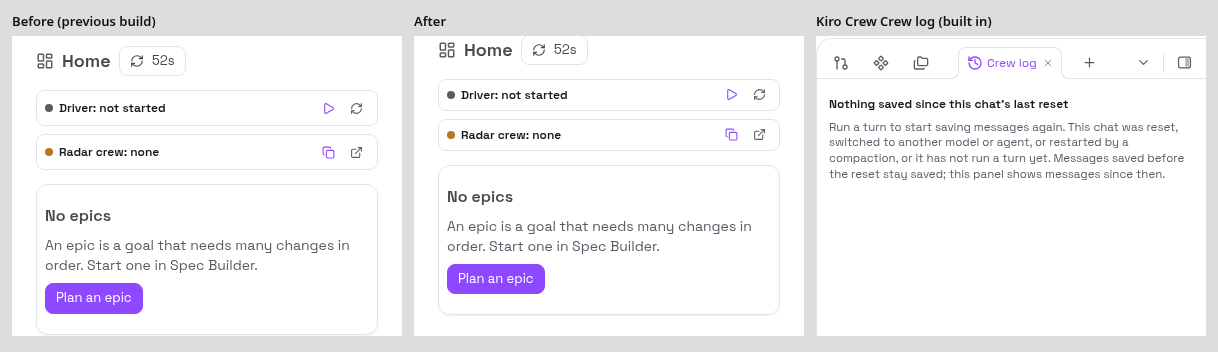 Before (previous build)
Home
52s
Driver: not started
Radar crew: none
No epics
An epic is a goal that needs many changes in
order. Start one in Spec Builder.
Plan an epic
After
Home
52s
Driver: not started
Radar crew: none
No epics
An epic is a goal that needs many changes in
order. Start one in Spec Builder.
Plan an epic
Kiro Crew Crew log (built in)
Crew log
Nothing saved since this chat's last reset
Run a turn to start saving messages again. This chat was reset,
switched to another model or agent, or restarted by a
compaction, or it has not run a turn yet. Messages saved before
the reset stay saved; this panel shows messages since then.